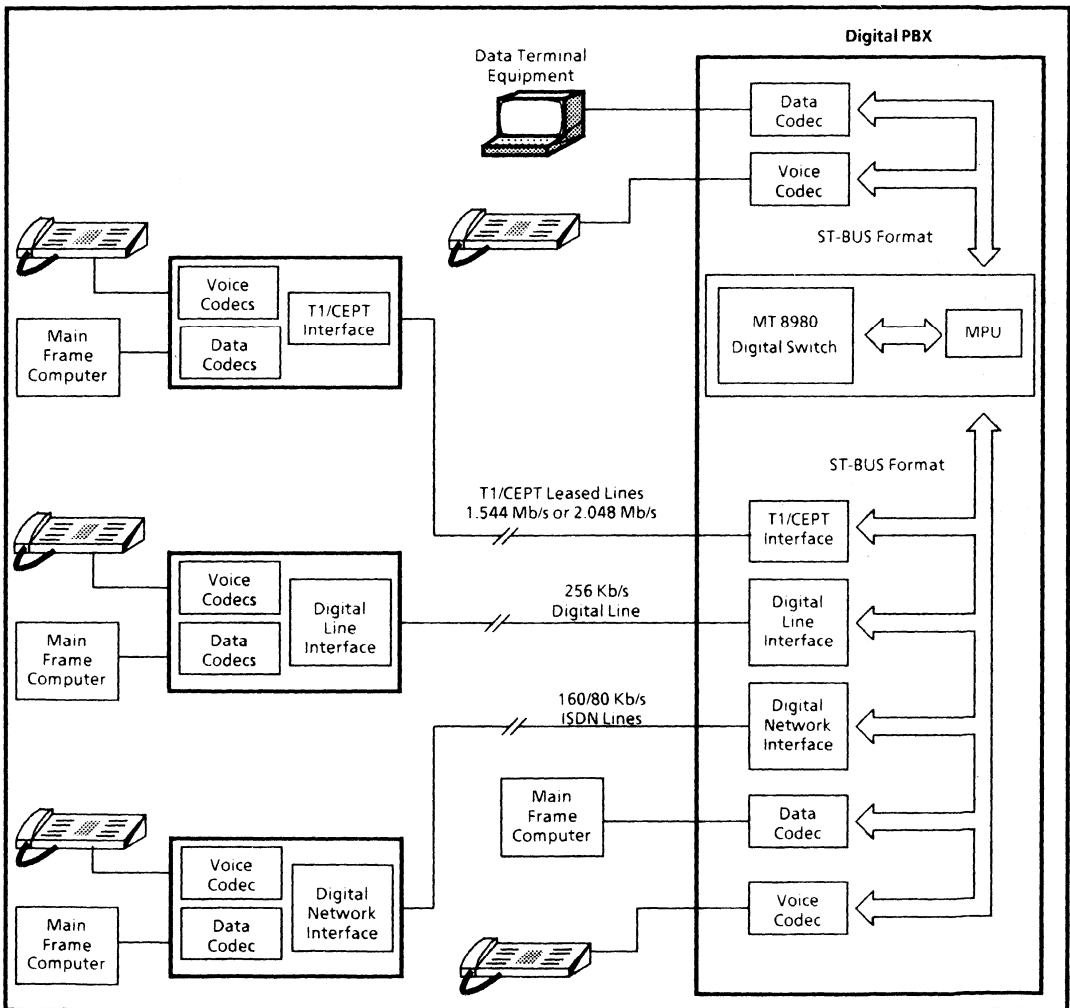 Digital PBX
Data Terminal
Equipment
Data
Codec
Voice
Codec
ST-BUS Format
MT 8980
Digital Switch
MPU
ST-BUS Format
Voice
Codecs
T1/CEPT
Interface
Data
Codecs
Main
Frame
Computer
T1/CEPT Leased Lines
1.544 Mb/s or 2.048 Mb/s
T1/CEPT
Interface
Voice
Codecs
Digital
Line
Interface
Data
Codecs
Main
Frame
Computer
256 Kb/s
Digital Line
Digital
Line
Interface
160/80 Kb/s
ISDN Lines
Digital
Network
Interface
Main
Frame
Computer
Data
Codec
Voice
Codec
Voice
Codec
Digital
Network
Interface
Data
Codec
Main
Frame
Computer